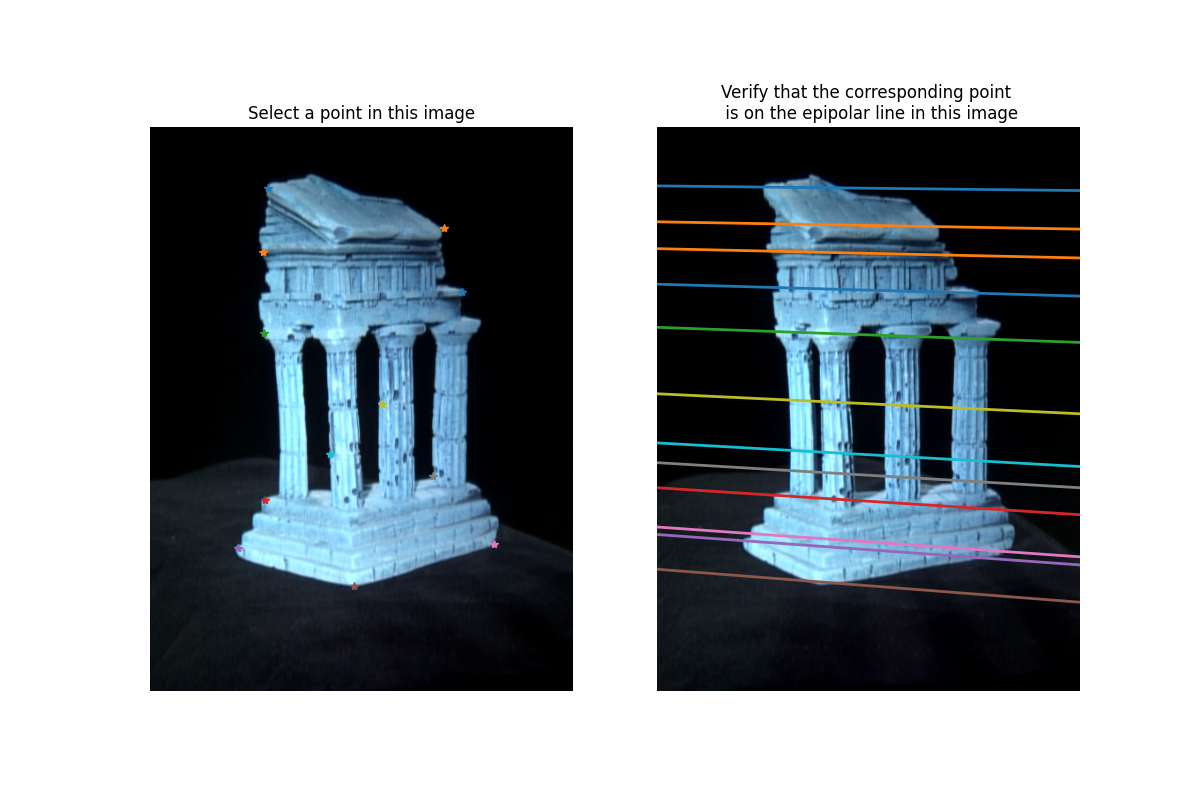 Select a point in this image
Verify that the corresponding point
is on the epipolar line in this image